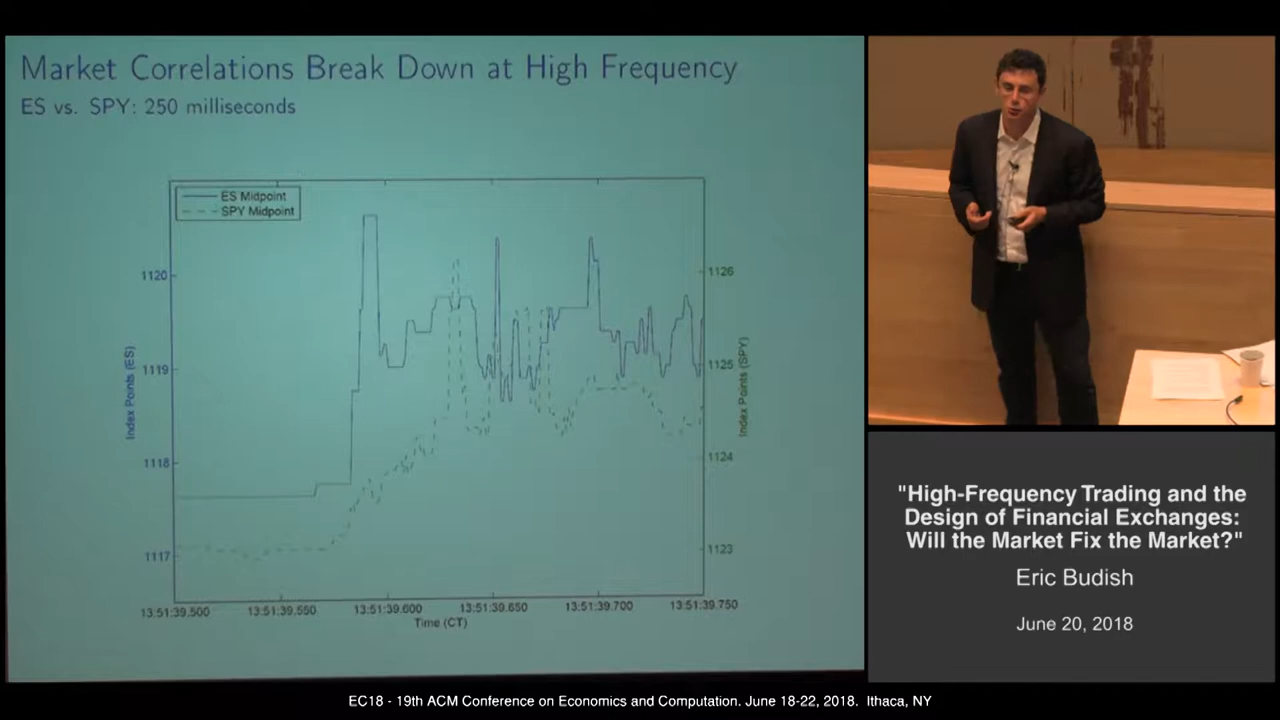 Market Correlations Break Down at High Frequency
ES vs. SPY: 250 milliseconds
ES Midpoint
SPY Midpoint
1120
1119
1118
1117
Index Points (ES)
1126
1125
1124
1123
Index Points (SPY)
13:51:39.500 13:51:39.550 13:51:39.600 13:51:39.650 13:51:39.700 13:51:39.750
Time (CT)
"High-Frequency Trading and the
Design of Financial Exchanges:
Will the Market Fix the Market?"
Eric Budish
June 20, 2018
EC18 - 19th ACM Conference on Economics and Computation. June 18-22, 2018. Ithaca, NY